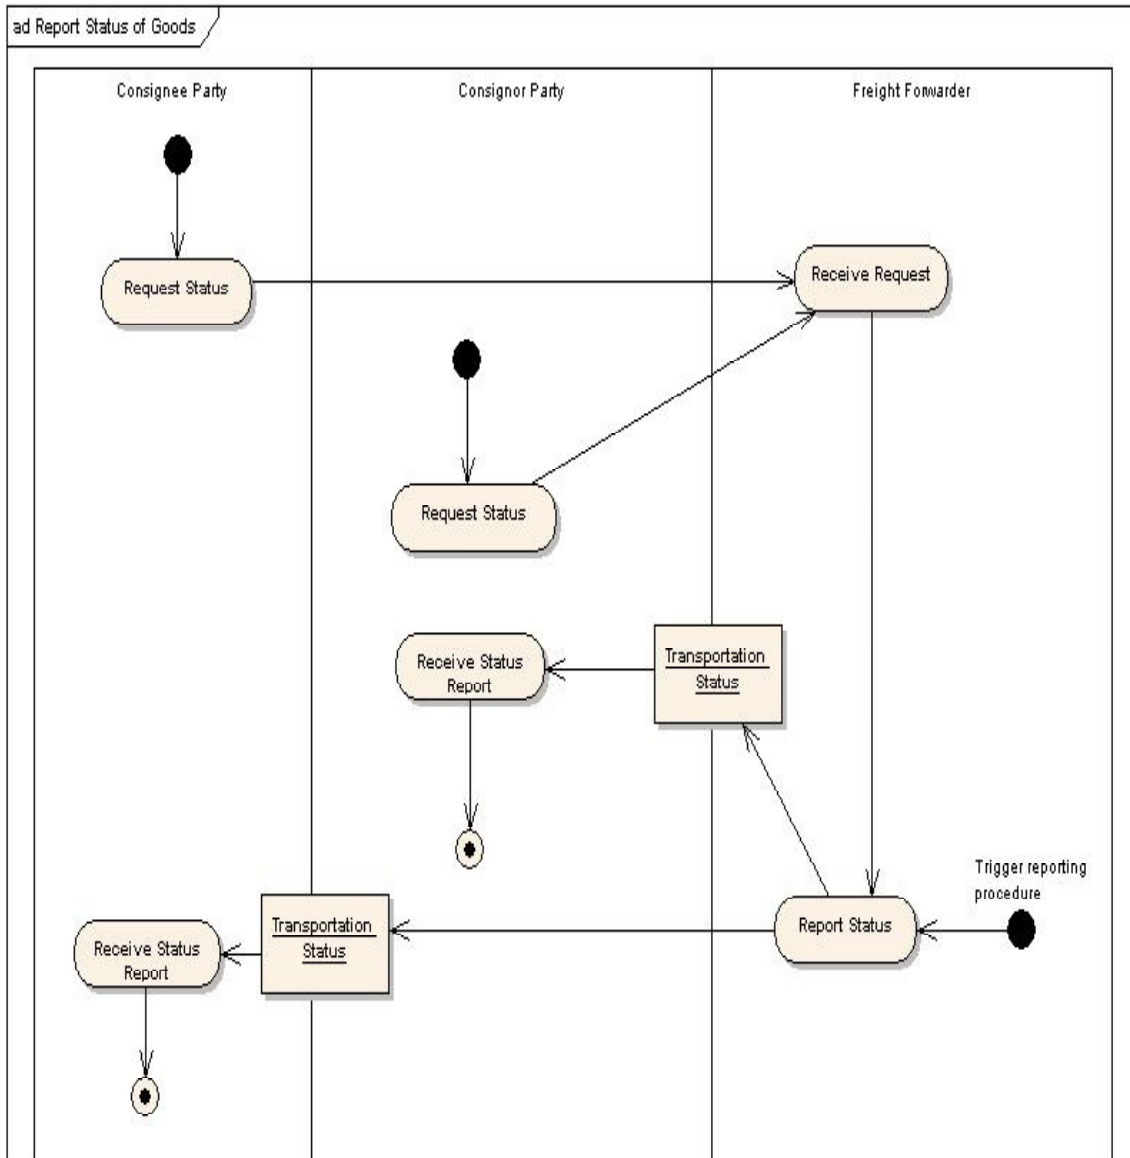 ad Report Status of Goods
Consignee Party
Consignor Party
Freight Forwarder
Request Status
Receive Request
Request Status
Receive Status
Report
Transportation
Status
Trigger reporting
procedure
Report Status
Transportation
Status
Receive Status
Report